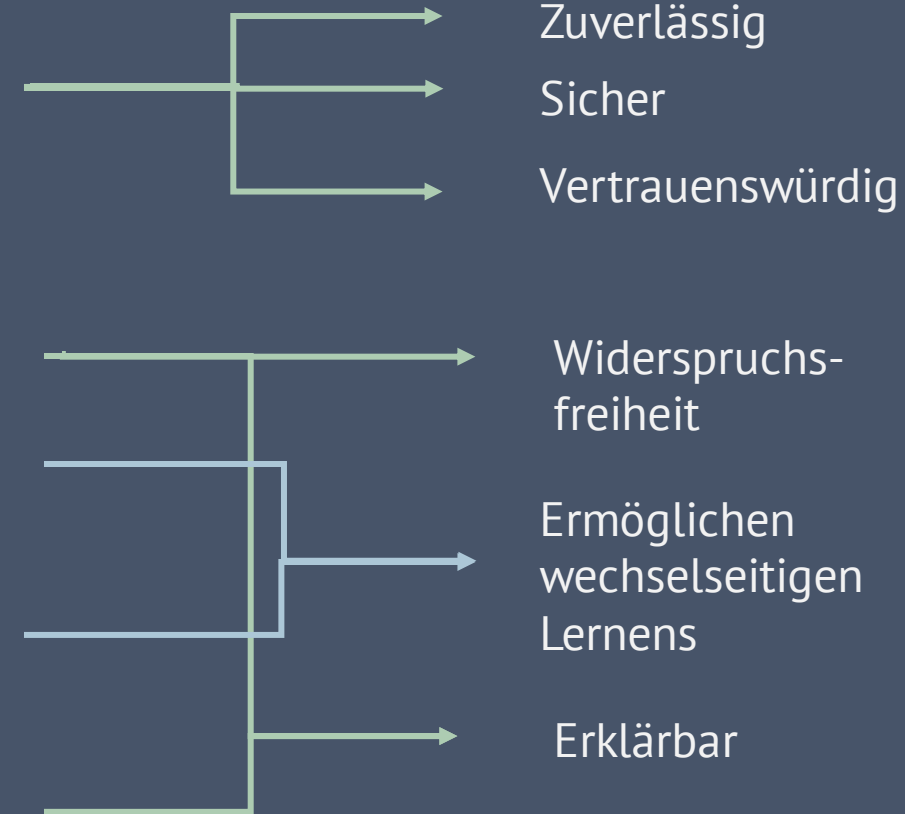 Zuverlässig
Sicher
Vertrauenswürdig
Widerspruchs-
freiheit
Ermöglichen
wechselseitigen
Lernens
Erklärbar